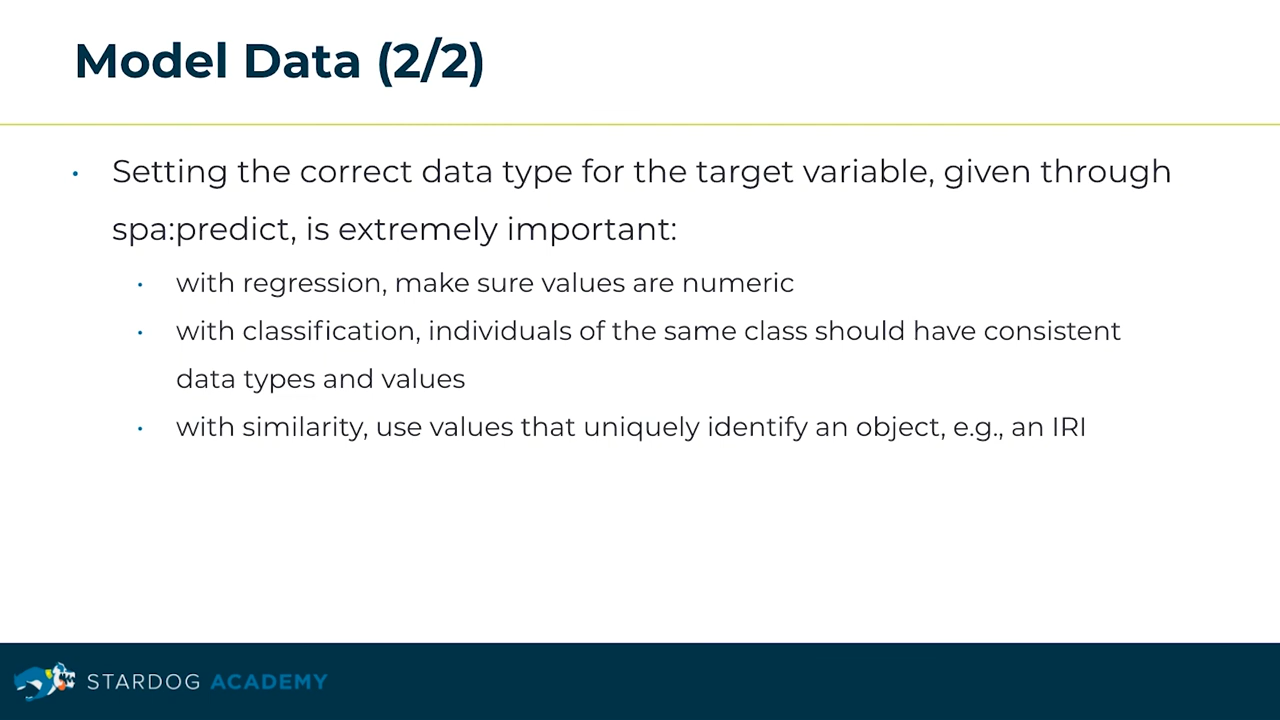 Model Data (2/2)
• Setting the correct data type for the target variable, given through
spa:predict, is extremely important:
• with regression, make sure values are numeric
• with classification, individuals of the same class should have consistent
data types and values
• with similarity, use values that uniquely identify an object, e.g., an IRI
STARDOG ACADEMY